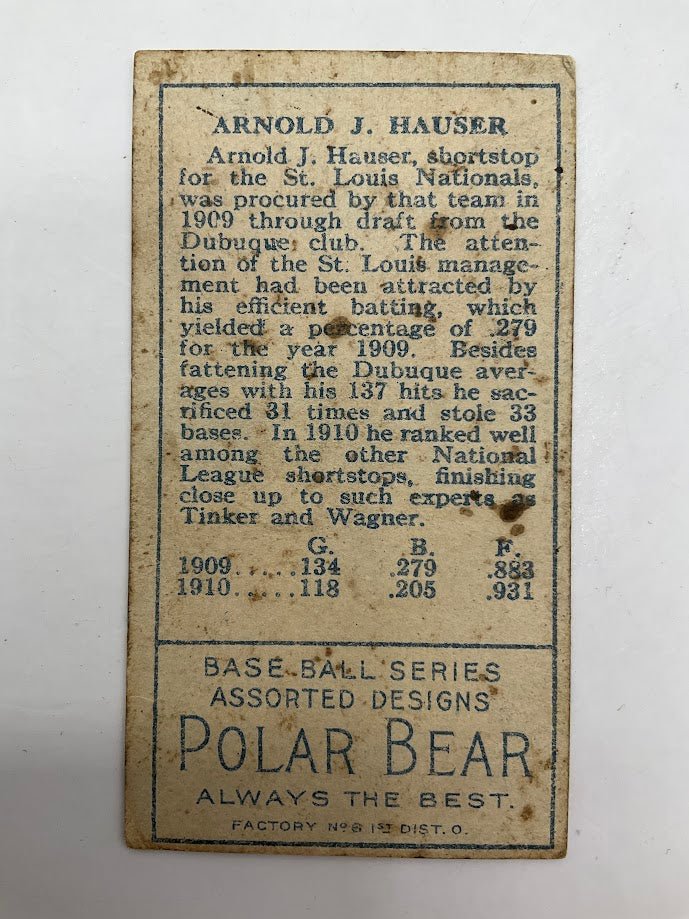 ARNOLD J. HAUSER
Arnold J. Hauser, shortstop
for the St. Louis Nationals,
was procured by that team in
1909 through draft from the
Dubuque club. The atten-
tion of the St. Louis manage-
ment had been attracted by
his efficient batting, which
yielded a percentage of .279
for the year 1909. Besides
fattening the Dubuque aver-
ages with his 137 hits he sac-
rificed 31 times and stole 33
bases. In 1910 he ranked well
among the other National
League shortstops, finishing
close up to such experts as
Tinker and Wagner.
G. B. F.
1909.....134 .279 .883
1910.....118 .205 .931
BASE BALL SERIES
ASSORTED DESIGNS
POLAR BEAR
ALWAYS THE BEST.
FACTORY No 6 1ST DIST. O.